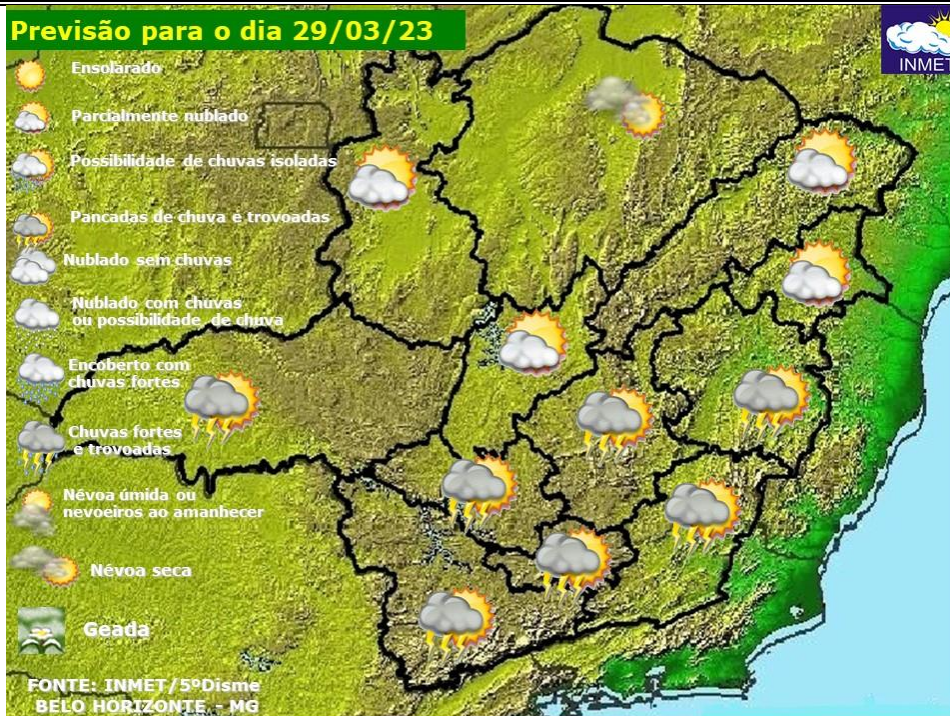 Previsão para o dia 29/03/23
INMET
Ensolarado
Parcialmente nublado
Possibilidade de chuvas isoladas
Pancadas de chuva e trovoadas
Nublado sem chuvas
Nublado com chuvas
ou possibilidade de chuva
Encoberto com
chuvas fortes
Chuvas fortes
e trovoadas
Névoa úmida ou
nevoeiros ao amanhecer
Névoa seca
Geada
FONTE: INMET/5ºDisme
BELO HORIZONTE - MG